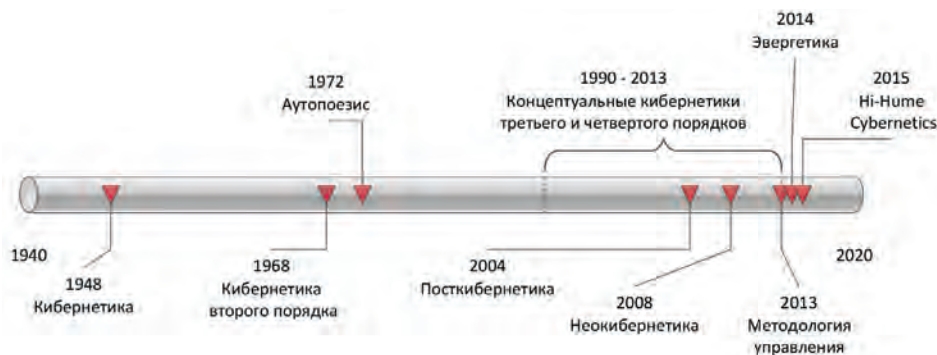 2014
Эвергетика
1972
Аутопоезис
1990 - 2013
Концептуальные кибернетики
третьего и четвертого порядков
2015
Hi-Hume
Cybernetics
1940
2020
1948
Кибернетика
1968
Кибернетика
второго порядка
2004
Посткибернетика
2008
Неокибернетика
2013
Методология
управления